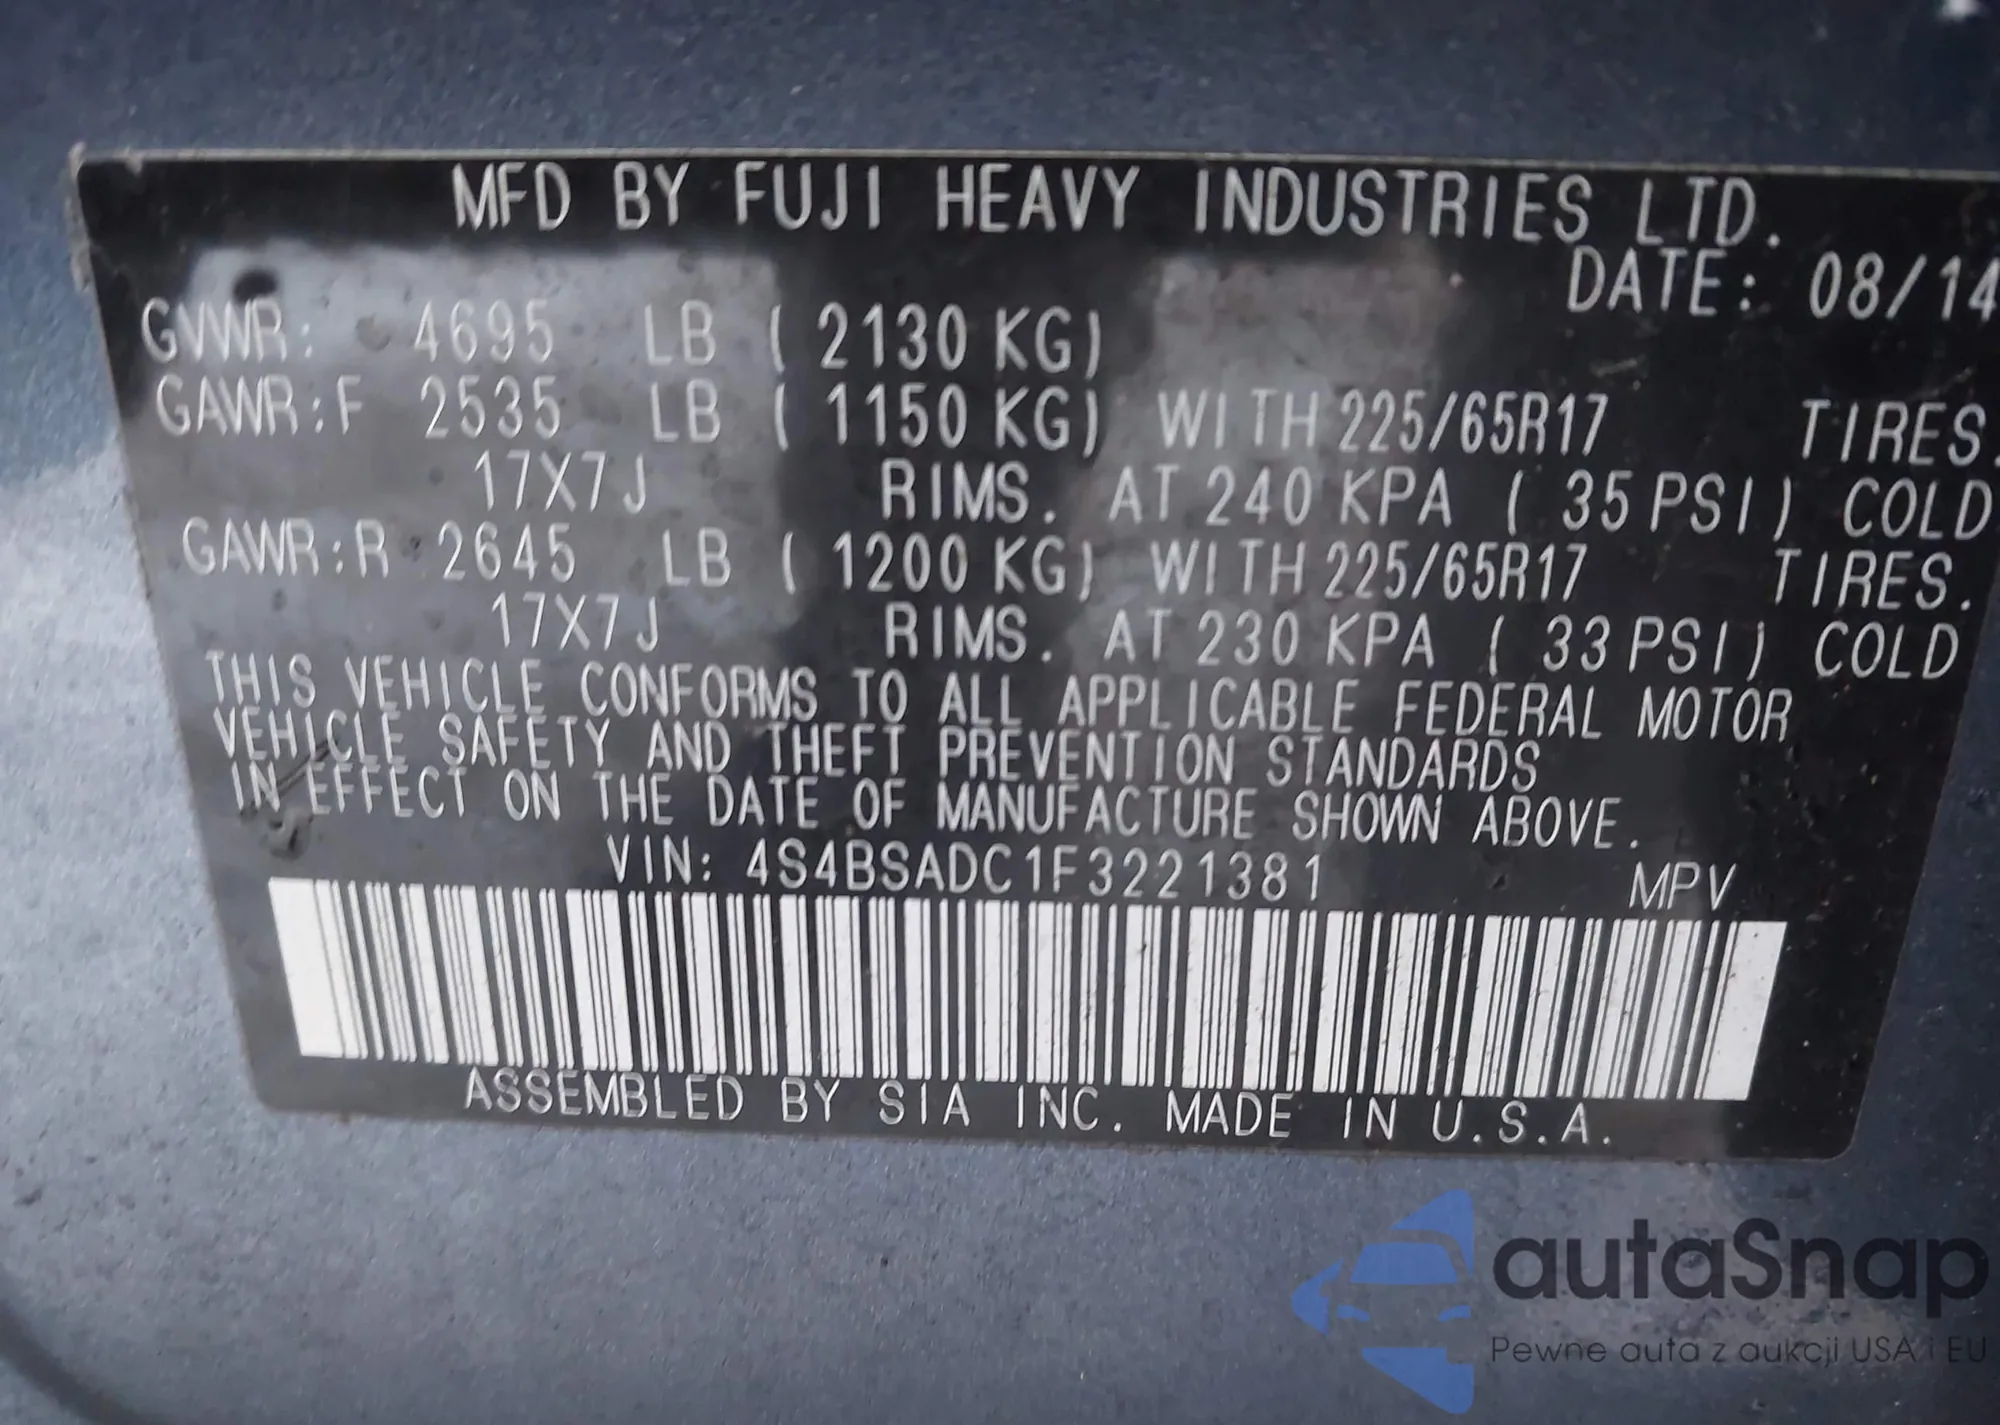 MFD BY FUJI HEAVY INDUSTRIES LTD.
DATE: 08/14
GVWR: 4695 LB ( 2130 KG)
GAWR:F 2535 LB ( 1150 KG) WITH 225/65R17 TIRES.
17X7J RIMS. AT 240 KPA ( 35 PSI) COLD
GAWR:R 2645 LB ( 1200 KG) WITH 225/65R17 TIRES.
17X7J RIMS. AT 230 KPA ( 33 PSI) COLD
THIS VEHICLE CONFORMS TO ALL APPLICABLE FEDERAL MOTOR
VEHICLE SAFETY AND THEFT PREVENTION STANDARDS
IN EFFECT ON THE DATE OF MANUFACTURE SHOWN ABOVE.
VIN: 4S4BSADC1F3221381 MPV
ASSEMBLED BY SIA INC. MADE IN U.S.A.
autaSnap
Pewne auta z aukcji USA i EU